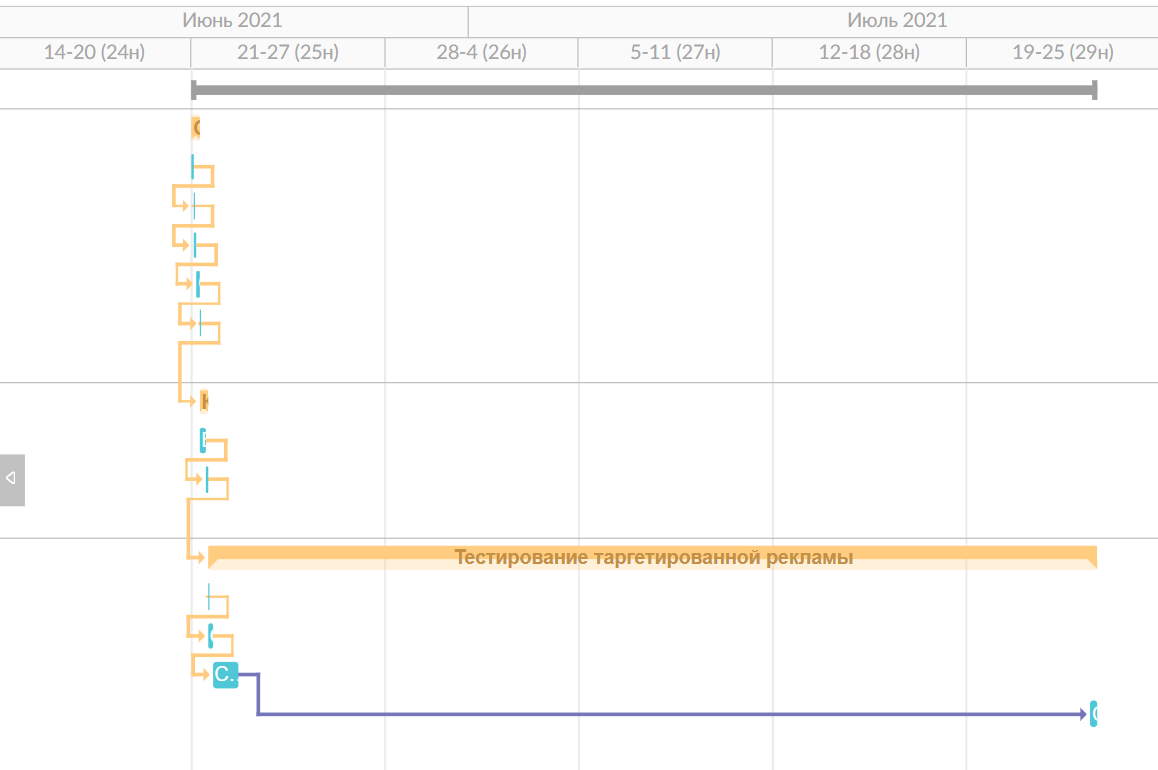 Июнь 2021 Июль 2021
14-20 (24н) 21-27 (25н) 28-4 (26н) 5-11 (27н) 12-18 (28н) 19-25 (29н)
Тестирование таргетированной рекламы
С.